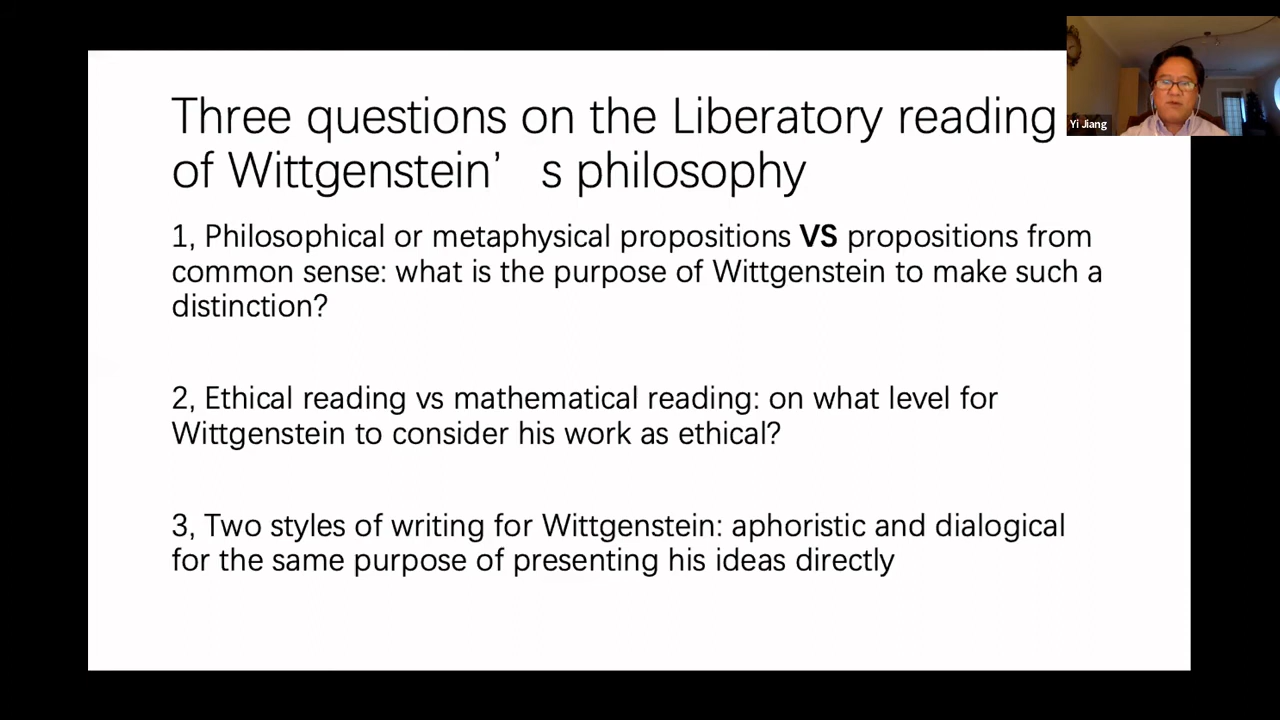 Three questions on the Liberatory reading
of Wittgenstein’ s philosophy
1, Philosophical or metaphysical propositions VS propositions from
common sense: what is the purpose of Wittgenstein to make such a
distinction?
2, Ethical reading vs mathematical reading: on what level for
Wittgenstein to consider his work as ethical?
3, Two styles of writing for Wittgenstein: aphoristic and dialogical
for the same purpose of presenting his ideas directly
Yi Jiang